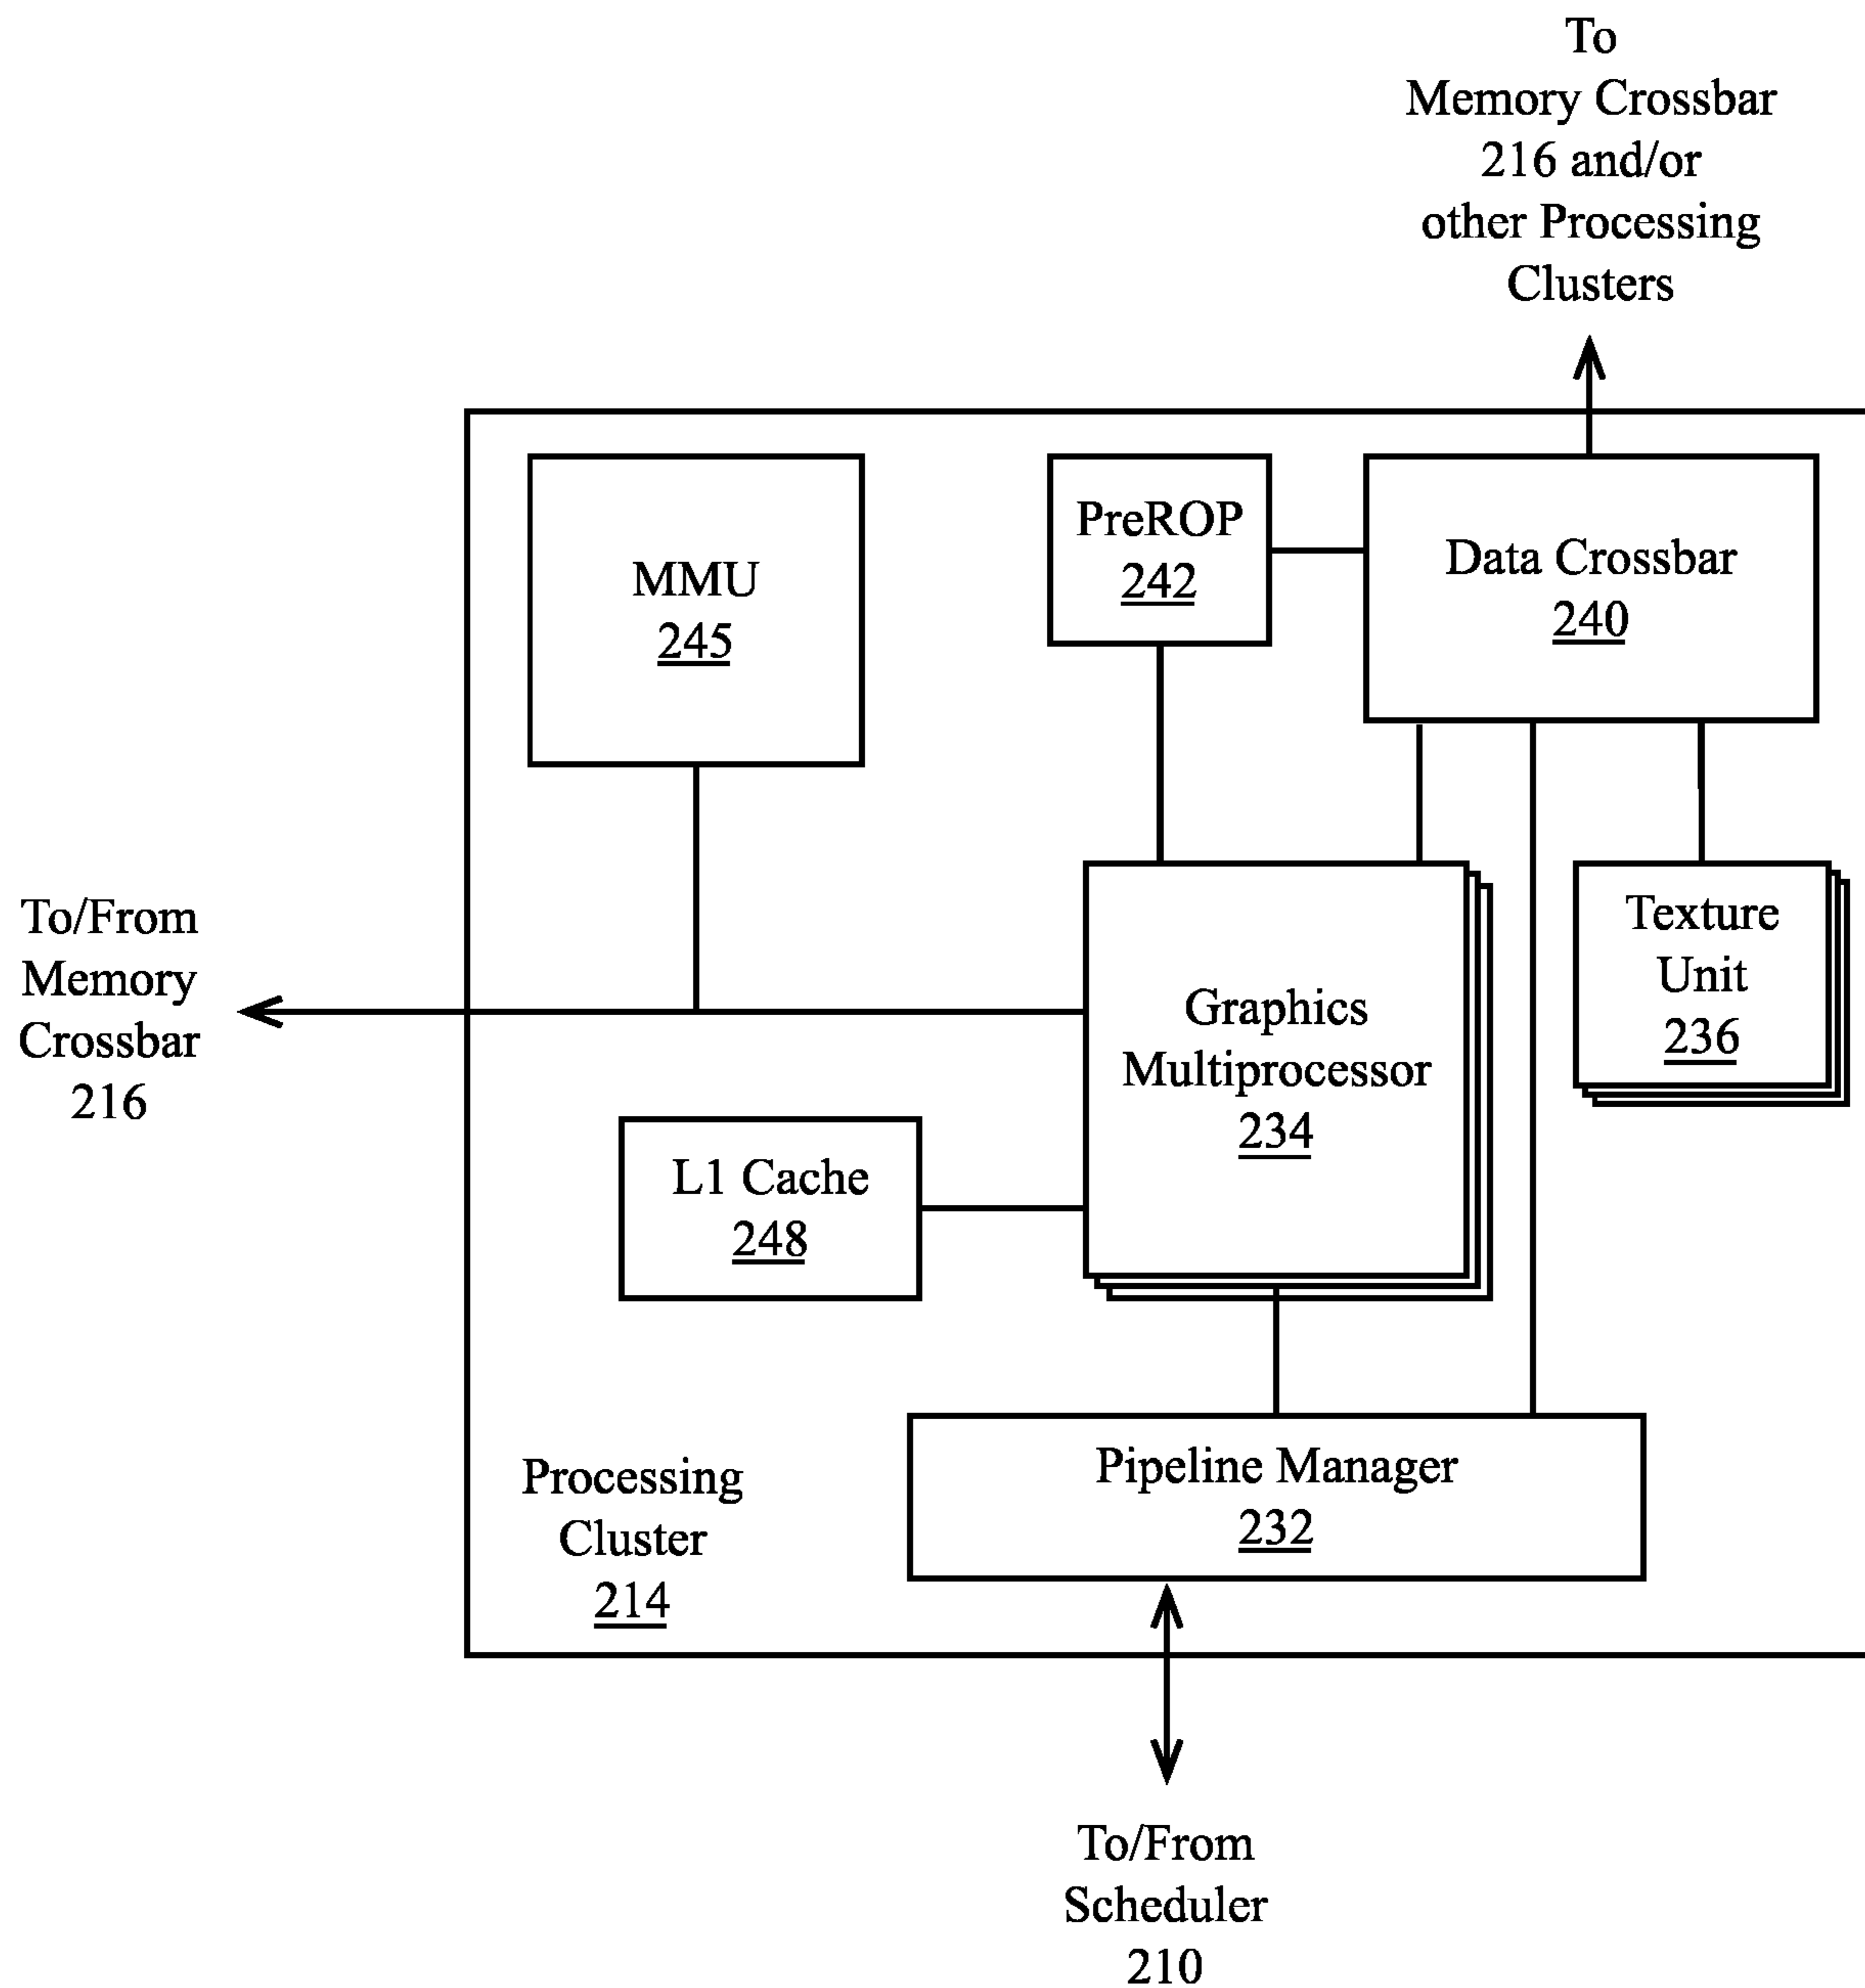 To
Memory Crossbar
216 and/or
other Processing
Clusters
MMU
245
PreROP
242
Data Crossbar
240
To/From
Memory
Crossbar
216
Graphics
Multiprocessor
234
Texture
Unit
236
L1 Cache
248
Pipeline Manager
232
Processing
Cluster
214
To/From
Scheduler
210